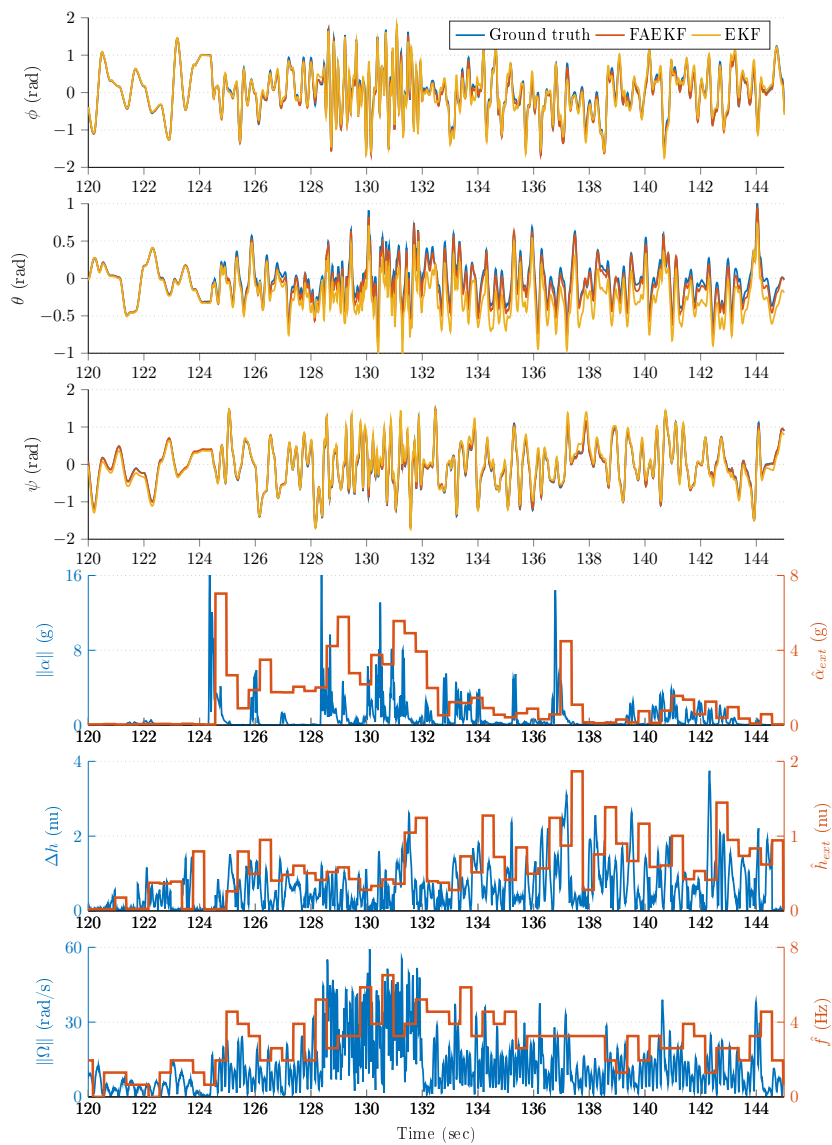 Ground truth FAEKF EKF
2
1
0
−1
−2
ϕ (rad)
120 122 124 126 128 130 132 134 136 138 140 142 144
1
0.5
0
−0.5
−1
θ (rad)
120 122 124 126 128 130 132 134 136 138 140 142 144
2
1
0
−1
−2
ψ (rad)
120 122 124 126 128 130 132 134 136 138 140 142 144
16
8
0
||α|| (g)
8
4
0
α̂ₑₓₜ (g)
120 122 124 126 128 130 132 134 136 138 140 142 144
4
2
0
Δh (nu)
2
1
0
ĥₑₓₜ (nu)
120 122 124 126 128 130 132 134 136 138 140 142 144
60
30
0
||Ω|| (rad/s)
8
4
0
f̂ (Hz)
120 122 124 126 128 130 132 134 136 138 140 142 144
Time (sec)